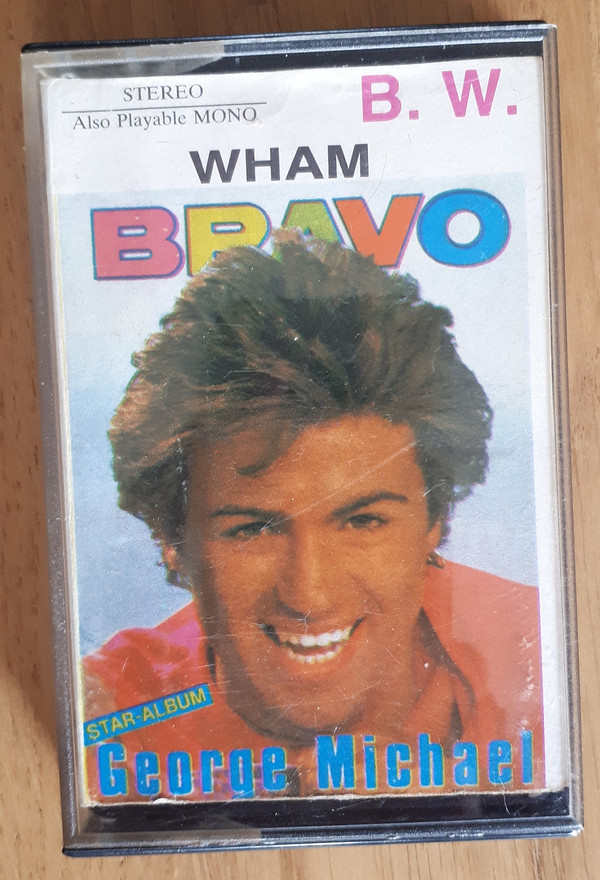 STEREO
Also Playable MONO
B. W.
WHAM
BRAVO
STAR-ALBUM
George Michael